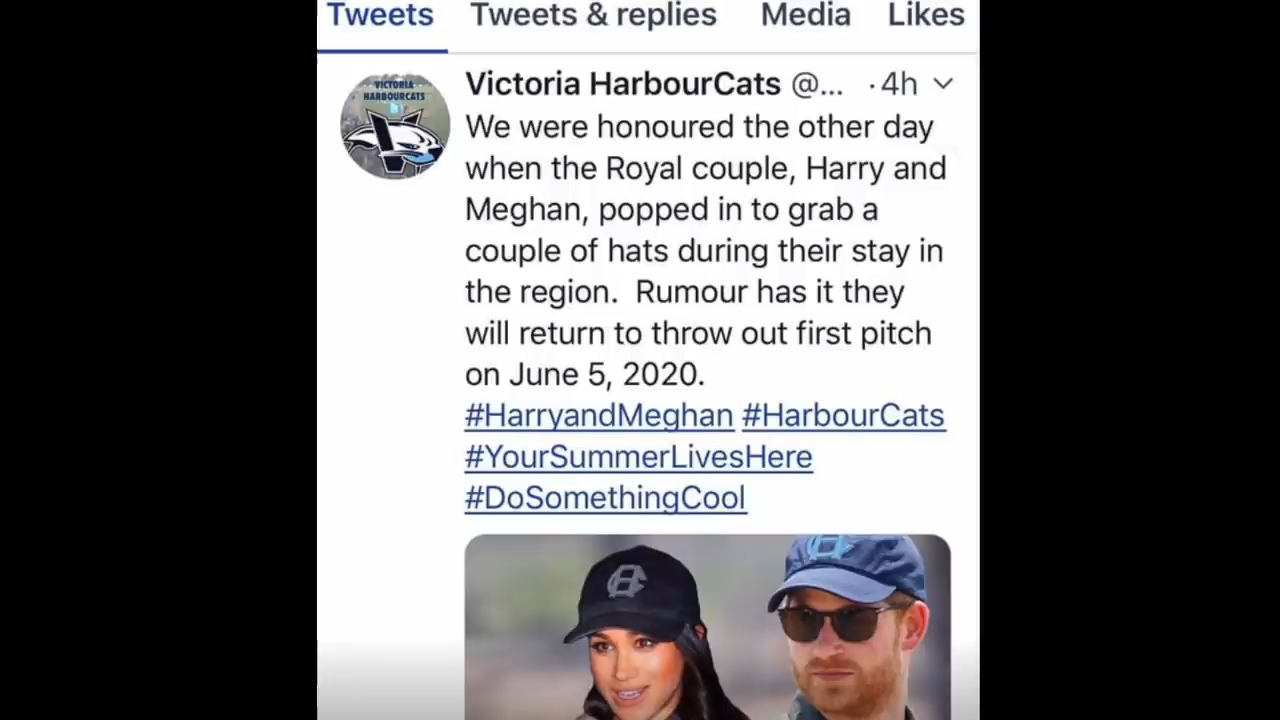 Tweets Tweets & replies Media Likes
VICTORIA
HARBOURCATS
Victoria HarbourCats @... · 4h
We were honoured the other day
when the Royal couple, Harry and
Meghan, popped in to grab a
couple of hats during their stay in
the region. Rumour has it they
will return to throw out first pitch
on June 5, 2020.
#HarryandMeghan #HarbourCats
#YourSummerLivesHere
#DoSomethingCool